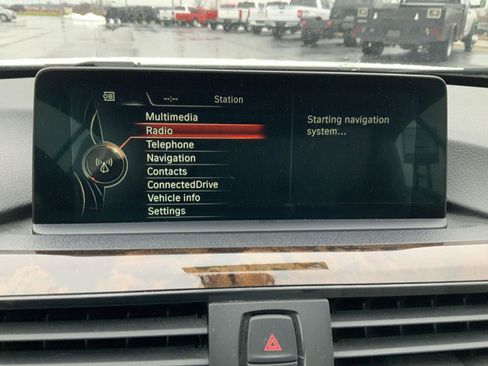 --:-- Station
Multimedia
Radio
Telephone
Navigation
Contacts
ConnectedDrive
Vehicle info
Settings
Starting navigation
system...